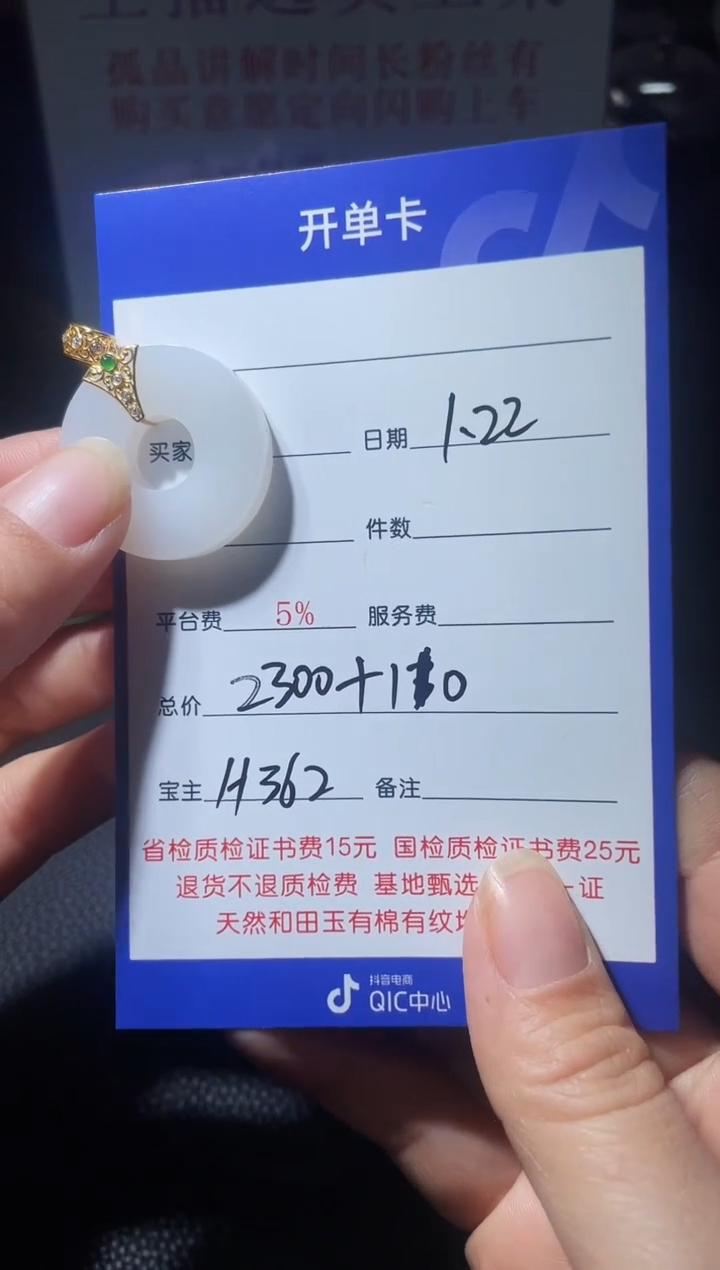 孤品讲解时间长粉丝有
购买意愿定向闪购上车
开单卡
买家 日期 1.22
件数
平台费 5% 服务费
总价 2300+110
宝主 H362 备注
省检质检证书费15元 国检质检证书费25元
退货不退质检费 基地甄选 一证
天然和田玉有棉有纹
抖音电商
QIC中心